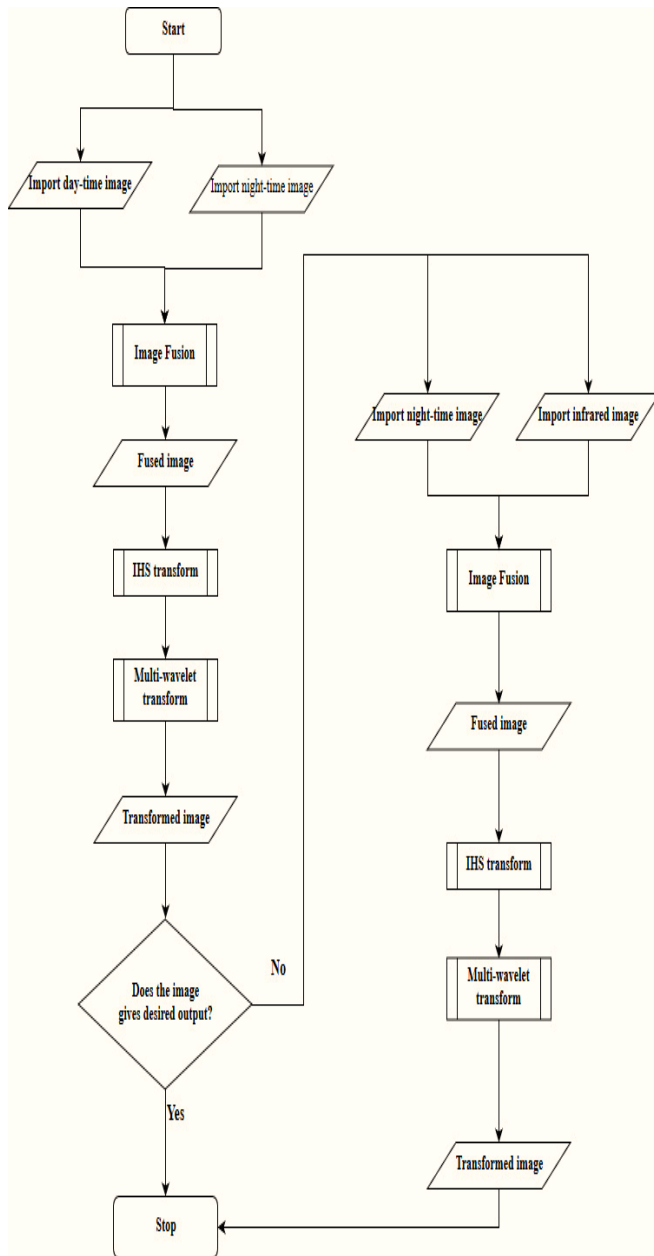 Start
Import day-time image
Import night-time image
Image Fusion
Fused image
IHS transform
Multi-wavelet
transform
Transformed image
Does the image
gives desired output?
No
Yes
Stop
Import night-time image
Import infrared image
Image Fusion
Fused image
IHS transform
Multi-wavelet
transform
Transformed image